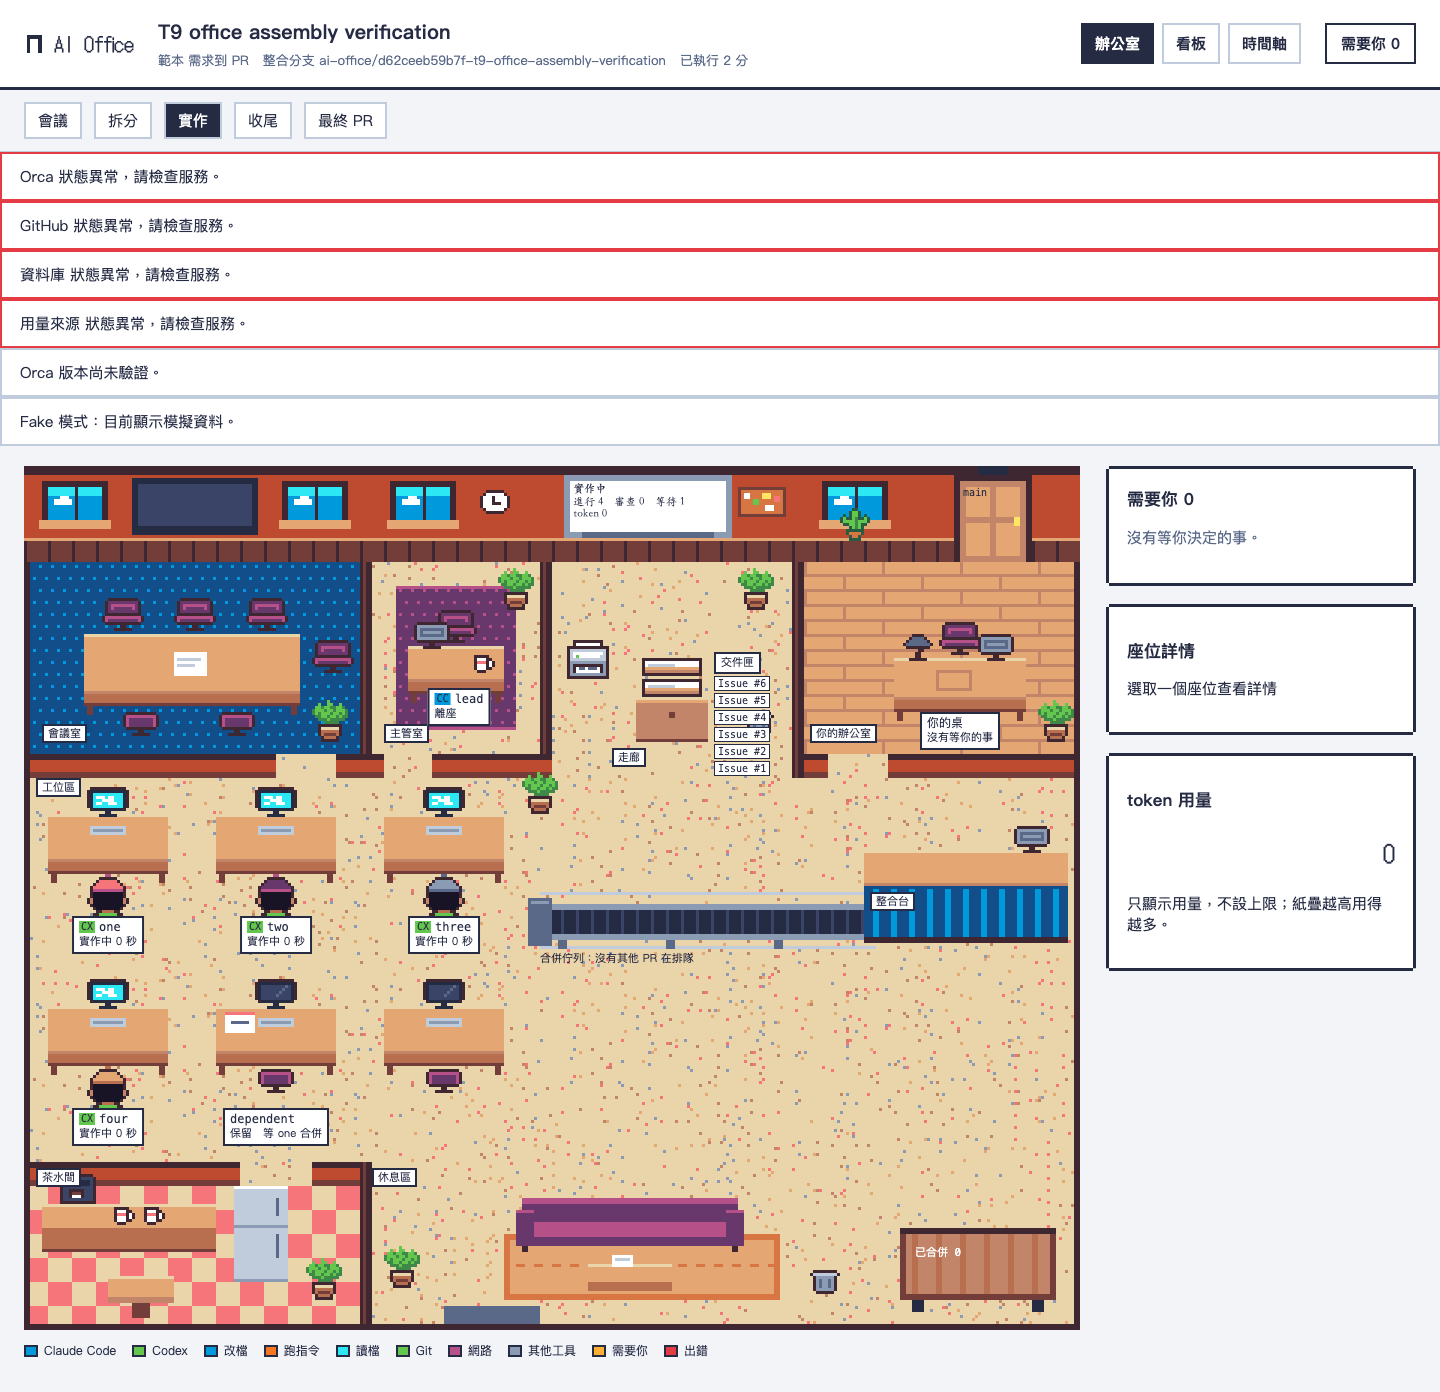 AI Office
T9 office assembly verification
範本 需求到 PR 整合分支 ai-office/d62ceeb59b7f-t9-office-assembly-verification 已執行 2 分
辦公室 看板 時間軸 需要你 0
會議 拆分 實作 收尾 最終 PR
Orca 狀態異常，請檢查服務。
GitHub 狀態異常，請檢查服務。
資料庫 狀態異常，請檢查服務。
用量來源 狀態異常，請檢查服務。
Orca 版本尚未驗證。
Fake 模式：目前顯示模擬資料。
實作中
進行 4 審查 0 等待 1
token 0
main
交件匣
Issue #6
Issue #5
Issue #4
Issue #3
Issue #2
Issue #1
CC lead
離座
會議室
主管室
走廊
你的辦公室
你的桌
沒有等你的事
工位區
CX one
實作中 0 秒
CX two
實作中 0 秒
CX three
實作中 0 秒
整合台
合併佇列：沒有其他 PR 在排隊
CX four
實作中 0 秒
dependent
保留 等 one 合併
茶水間
休息區
已合併 0
需要你 0
沒有等你決定的事。
座位詳情
選取一個座位查看詳情
token 用量
0
只顯示用量，不設上限；紙疊越高用得
越多。
Claude Code Codex 改檔 跑指令 讀檔 Git 網路 其他工具 需要你 出錯